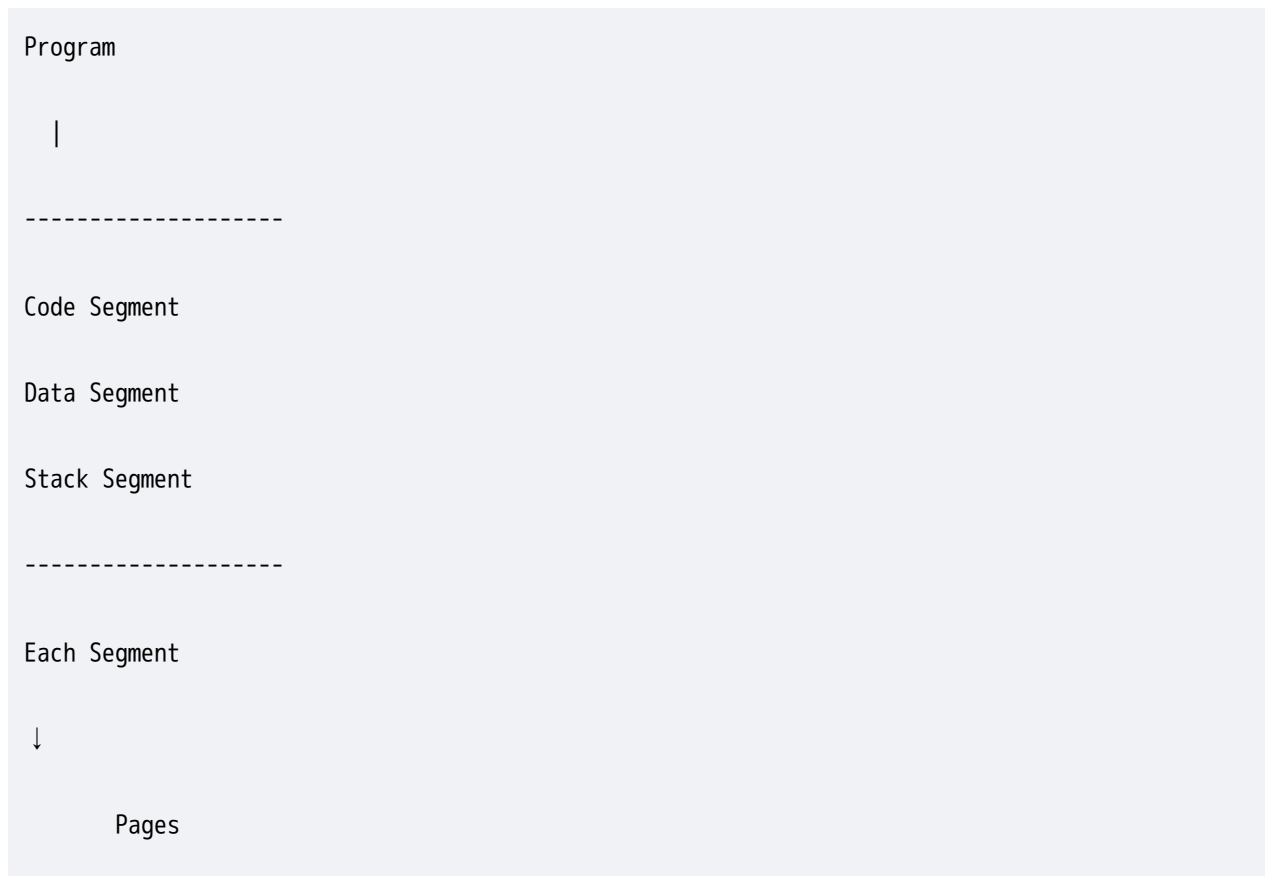 Program
|
--------------------
Code Segment
Data Segment
Stack Segment
--------------------
Each Segment
↓
Pages